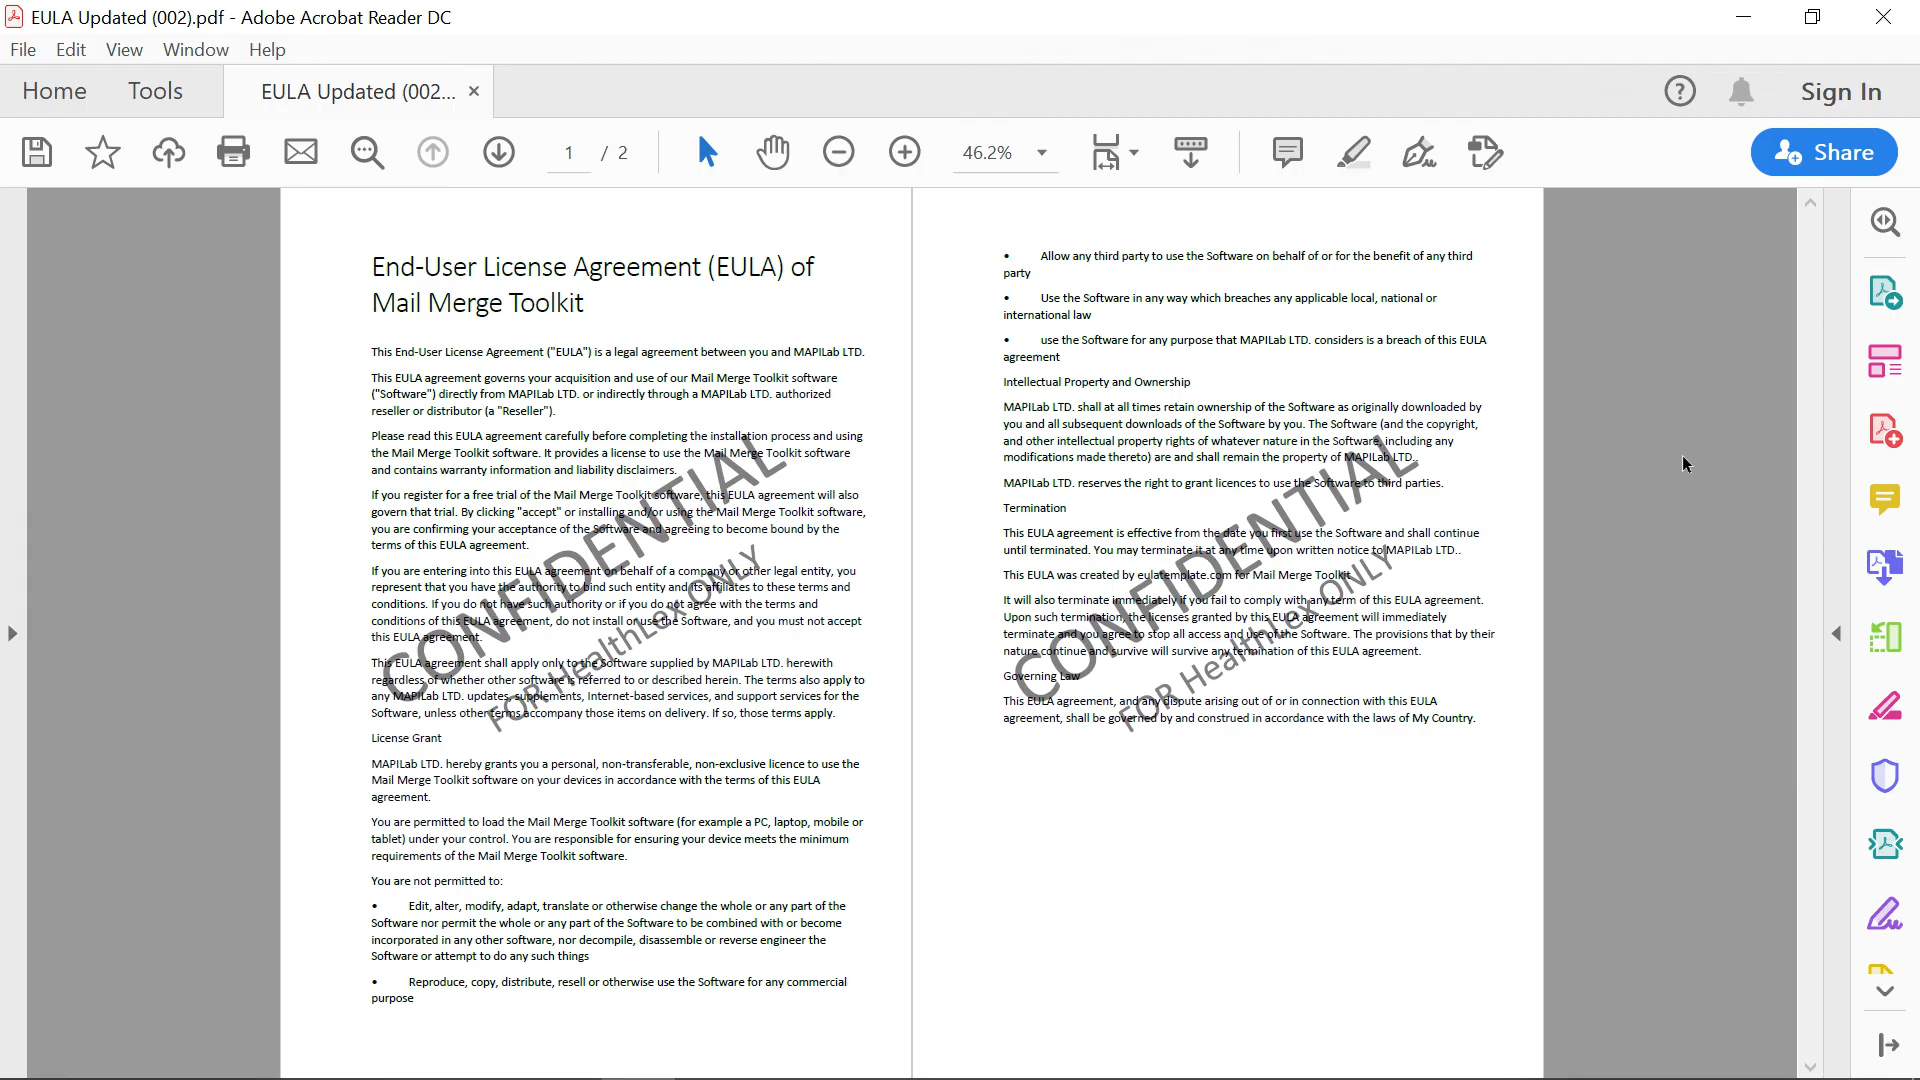 EULA Updated (002).pdf - Adobe Acrobat Reader DC
File Edit View Window Help
Home Tools EULA Updated (002... × Sign In
1 / 2 46.2% Share
End-User License Agreement (EULA) of
Mail Merge Toolkit
This End-User License Agreement ("EULA") is a legal agreement between you and MAPILab LTD.
This EULA agreement governs your acquisition and use of our Mail Merge Toolkit software
("Software") directly from MAPILab LTD. or indirectly through a MAPILab LTD. authorized
reseller or distributor (a "Reseller").
Please read this EULA agreement carefully before completing the installation process and using
the Mail Merge Toolkit software. It provides a license to use the Mail Merge Toolkit software
and contains warranty information and liability disclaimers.
If you register for a free trial of the Mail Merge Toolkit software, this EULA agreement will also
govern that trial. By clicking "accept" or installing and/or using the Mail Merge Toolkit software,
you are confirming your acceptance of the Software and agreeing to become bound by the
terms of this EULA agreement.
If you are entering into this EULA agreement on behalf of a company or other legal entity, you
represent that you have the authority to bind such entity and its affiliates to these terms and
conditions. If you do not have such authority or if you do not agree with the terms and
conditions of this EULA agreement, do not install or use the Software, and you must not accept
this EULA agreement.
This EULA agreement shall apply only to the Software supplied by MAPILab LTD. herewith
regardless of whether other software is referred to or described herein. The terms also apply to
any MAPILab LTD. updates, supplements, Internet-based services, and support services for the
Software, unless other terms accompany those items on delivery. If so, those terms apply.
License Grant
MAPILab LTD. hereby grants you a personal, non-transferable, non-exclusive licence to use the
Mail Merge Toolkit software on your devices in accordance with the terms of this EULA
agreement.
You are permitted to load the Mail Merge Toolkit software (for example a PC, laptop, mobile or
tablet) under your control. You are responsible for ensuring your device meets the minimum
requirements of the Mail Merge Toolkit software.
You are not permitted to:
• Edit, alter, modify, adapt, translate or otherwise change the whole or any part of the
Software nor permit the whole or any part of the Software to be combined with or become
incorporated in any other software, nor decompile, disassemble or reverse engineer the
Software or attempt to do any such things
• Reproduce, copy, distribute, resell or otherwise use the Software for any commercial
purpose
CONFIDENTIAL
FOR HealthLex ONLY
• Allow any third party to use the Software on behalf of or for the benefit of any third
party
• Use the Software in any way which breaches any applicable local, national or
international law
• use the Software for any purpose that MAPILab LTD. considers is a breach of this EULA
agreement
Intellectual Property and Ownership
MAPILab LTD. shall at all times retain ownership of the Software as originally downloaded by
you and all subsequent downloads of the Software by you. The Software (and the copyright,
and other intellectual property rights of whatever nature in the Software, including any
modifications made thereto) are and shall remain the property of MAPILab LTD..
MAPILab LTD. reserves the right to grant licences to use the Software to third parties.
Termination
This EULA agreement is effective from the date you first use the Software and shall continue
until terminated. You may terminate it at any time upon written notice to MAPILab LTD..
This EULA was created by eulatemplate.com for Mail Merge Toolkit
It will also terminate immediately if you fail to comply with any term of this EULA agreement.
Upon such termination, the licenses granted by this EULA agreement will immediately
terminate and you agree to stop all access and use of the Software. The provisions that by their
nature continue and survive will survive any termination of this EULA agreement.
Governing Law
This EULA agreement, and any dispute arising out of or in connection with this EULA
agreement, shall be governed by and construed in accordance with the laws of My Country.
CONFIDENTIAL
FOR HealthLex ONLY